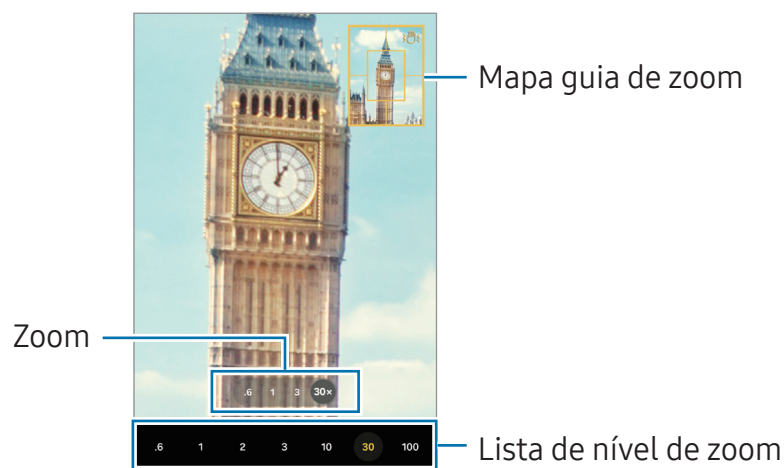 Mapa guia de zoom
Zoom
.6 1 3 30×
.6 1 2 3 10 30 100
Lista de nível de zoom